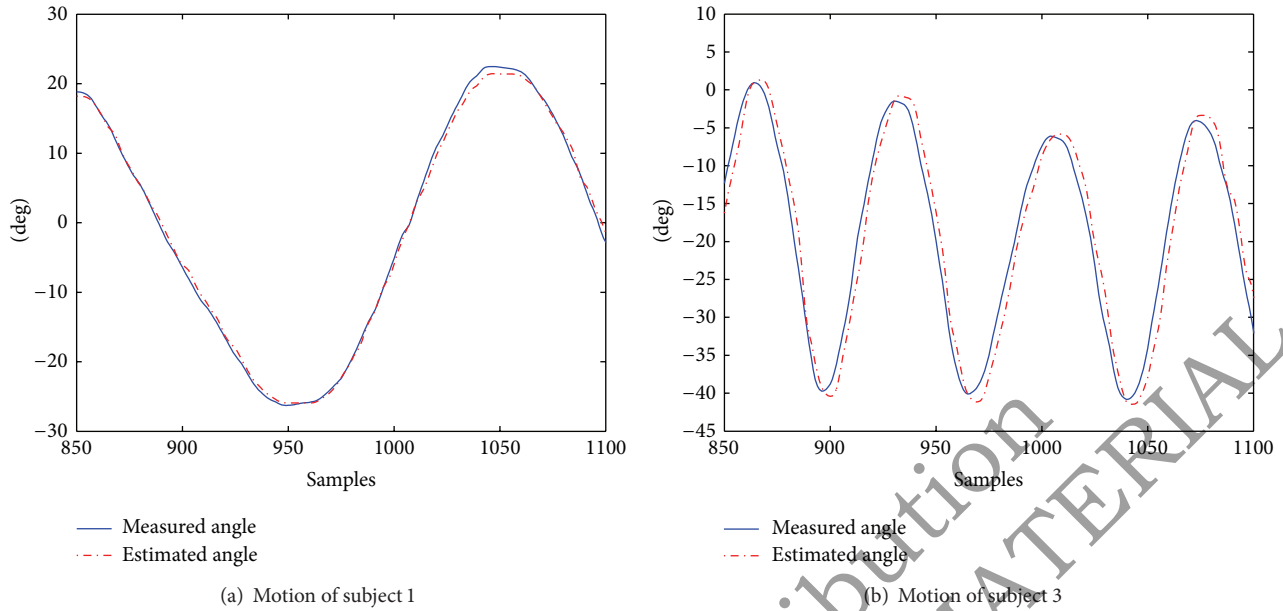 30
20
10
0
−10
−20
−30
(deg)
850 900 950 1000 1050 1100
Samples
Measured angle
Estimated angle
(a) Motion of subject 1
10
5
0
−5
−10
−15
−20
−25
−30
−35
−40
−45
(deg)
850 900 950 1000 1050 1100
Samples
Measured angle
Estimated angle
(b) Motion of subject 3